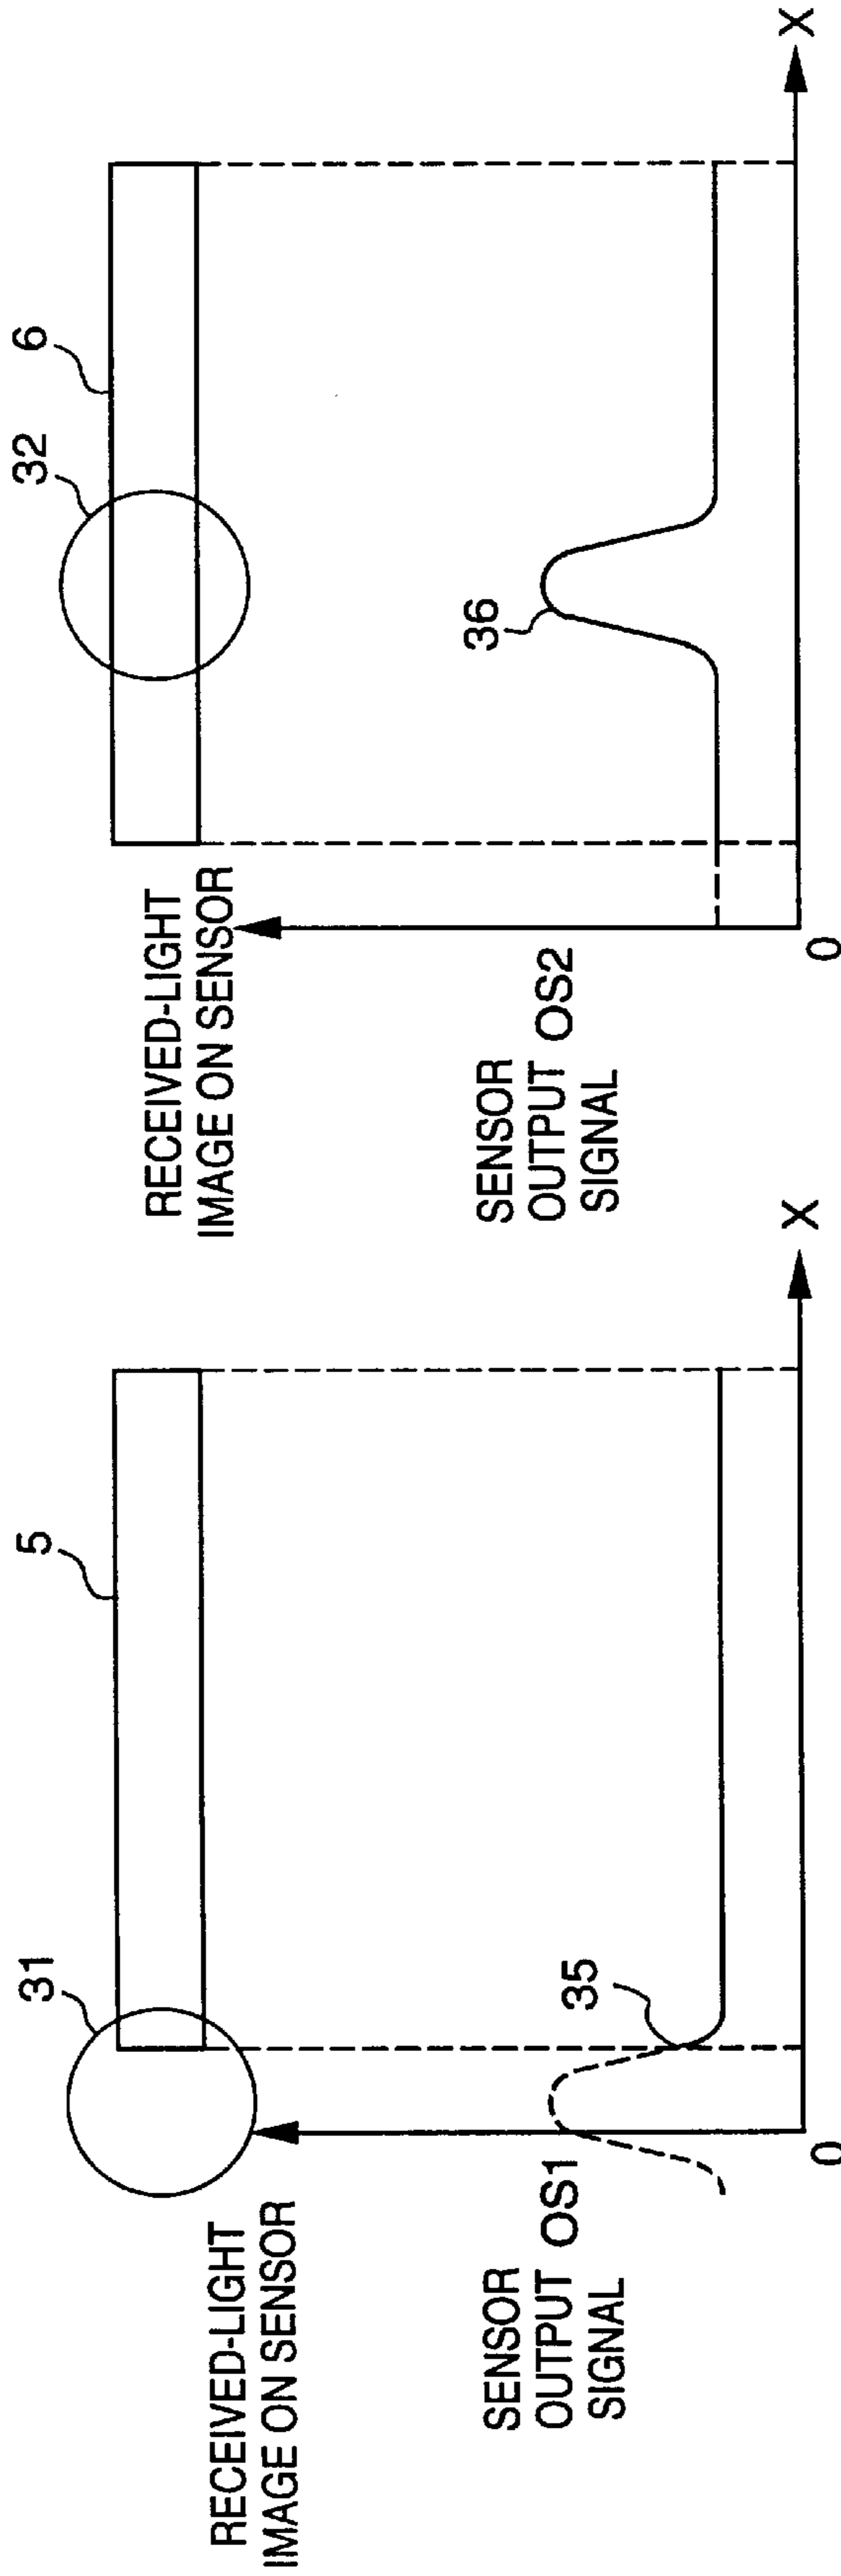 31
5
RECEIVED-LIGHT
IMAGE ON SENSOR
SENSOR
OUTPUT OS1
SIGNAL
35
0
X
32
6
RECEIVED-LIGHT
IMAGE ON SENSOR
SENSOR
OUTPUT OS2
SIGNAL
36
0
X